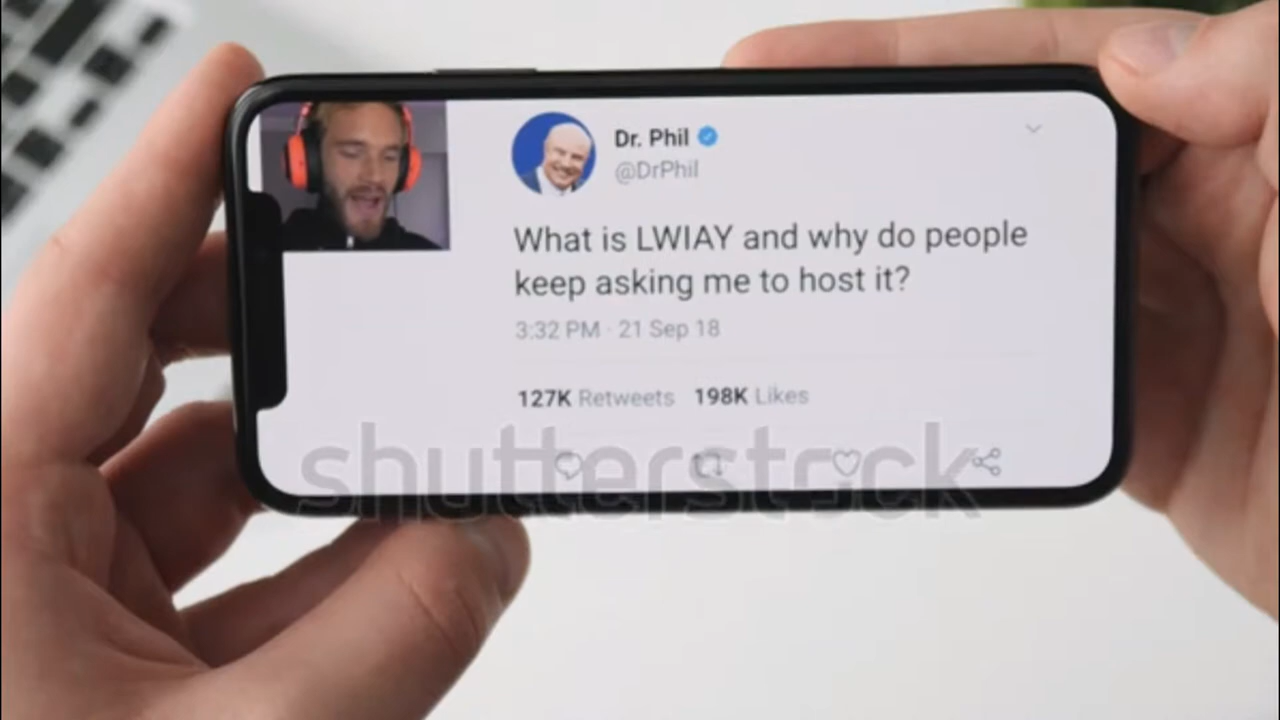 Dr. Phil
@DrPhil
What is LWIAY and why do people
keep asking me to host it?
3:32 PM · 21 Sep 18
127K Retweets 198K Likes
shutterstock